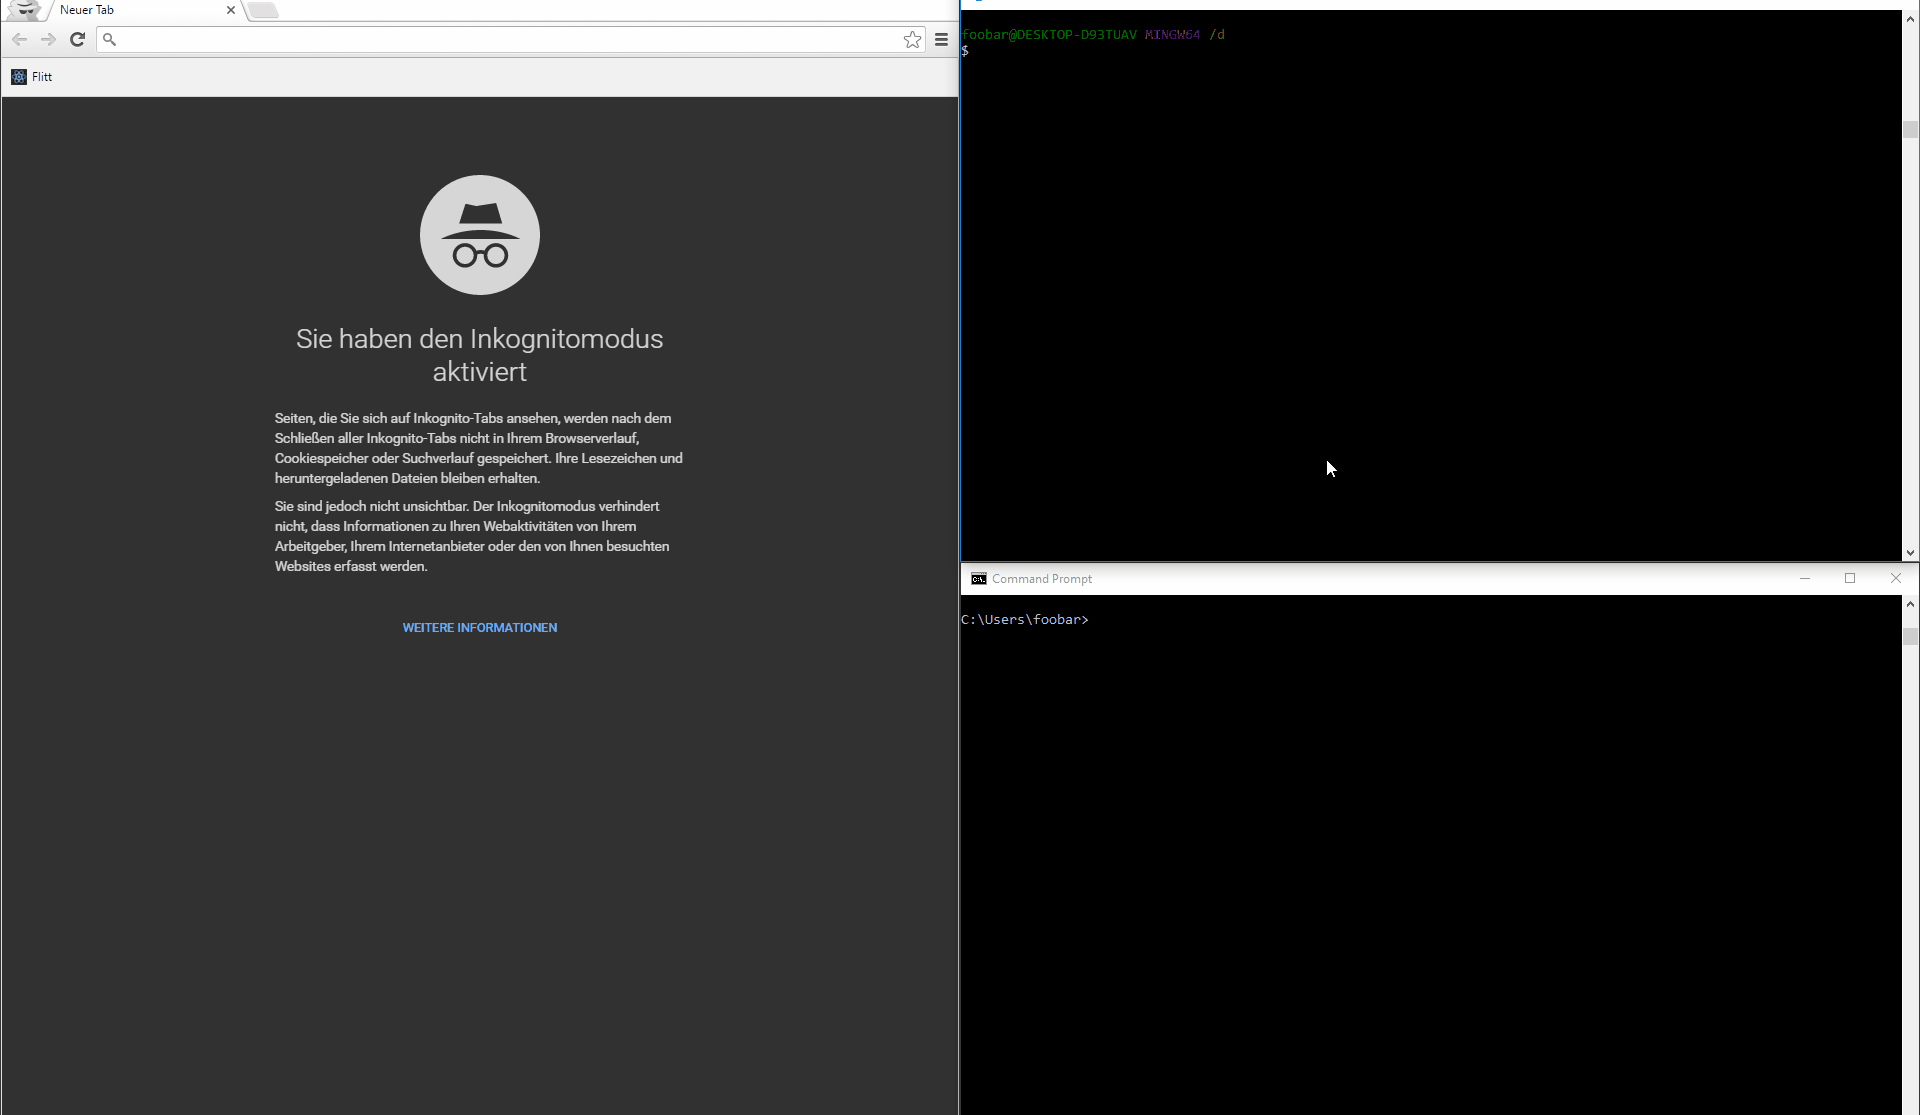 Neuer Tab
Flitt
Sie haben den Inkognitomodus
aktiviert
Seiten, die Sie sich auf Inkognito-Tabs ansehen, werden nach dem
Schließen aller Inkognito-Tabs nicht in Ihrem Browserverlauf,
Cookiespeicher oder Suchverlauf gespeichert. Ihre Lesezeichen und
heruntergeladenen Dateien bleiben erhalten.
Sie sind jedoch nicht unsichtbar. Der Inkognitomodus verhindert
nicht, dass Informationen zu Ihren Webaktivitäten von Ihrem
Arbeitgeber, Ihrem Internetanbieter oder den von Ihnen besuchten
Websites erfasst werden.
WEITERE INFORMATIONEN
foobar@DESKTOP-D93TUAV MINGW64 /d
$
Command Prompt
C:\Users\foobar>